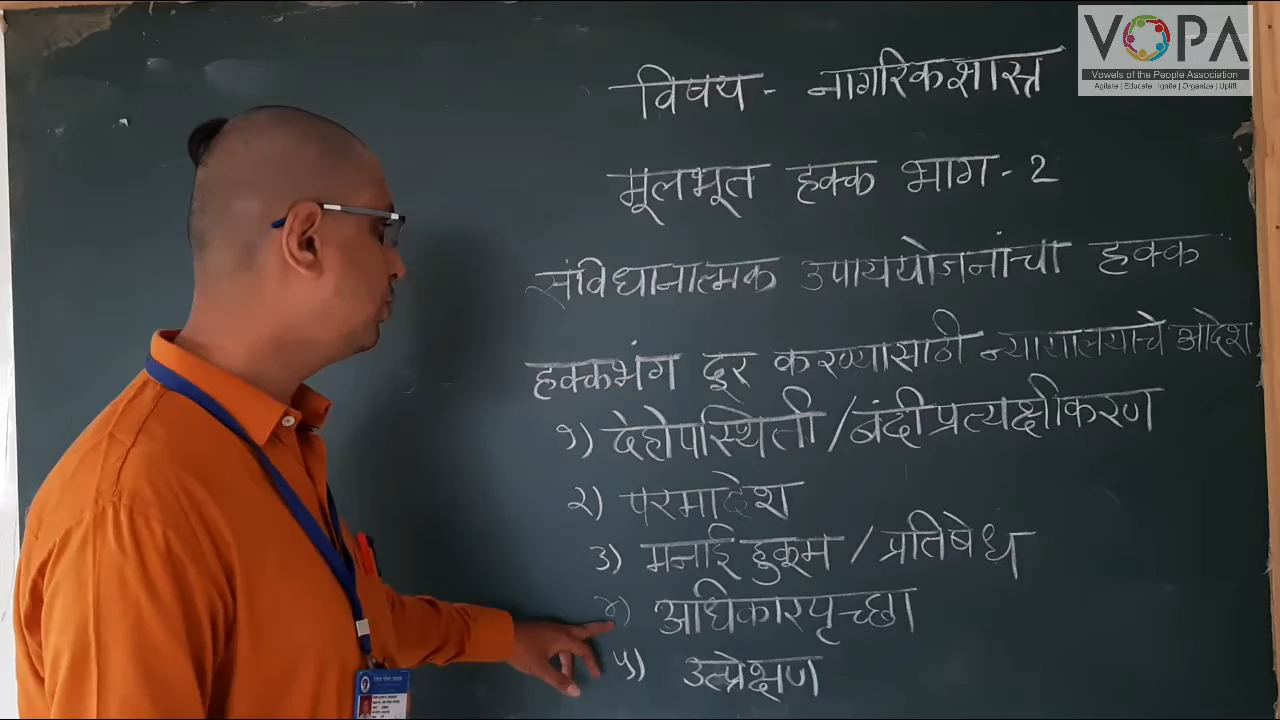 VOPA
Vowels of the People Association
Agitate | Educate Ignite | Organize | Uplift
विषय - नागरिकशास्त्र
मूलभूत हक्क भाग - 2
संविधानात्मक उपाययोजनांचा हक्क
हक्कभंग दूर करण्यासाठी न्यायालयाचे आदेश
१) देहोपस्थिती / बंदीप्रत्यक्षीकरण
२) परमादेश
३) मनाई हुकूम / प्रतिषेध
४) अधिकारपृच्छा
५) उत्प्रेक्षण